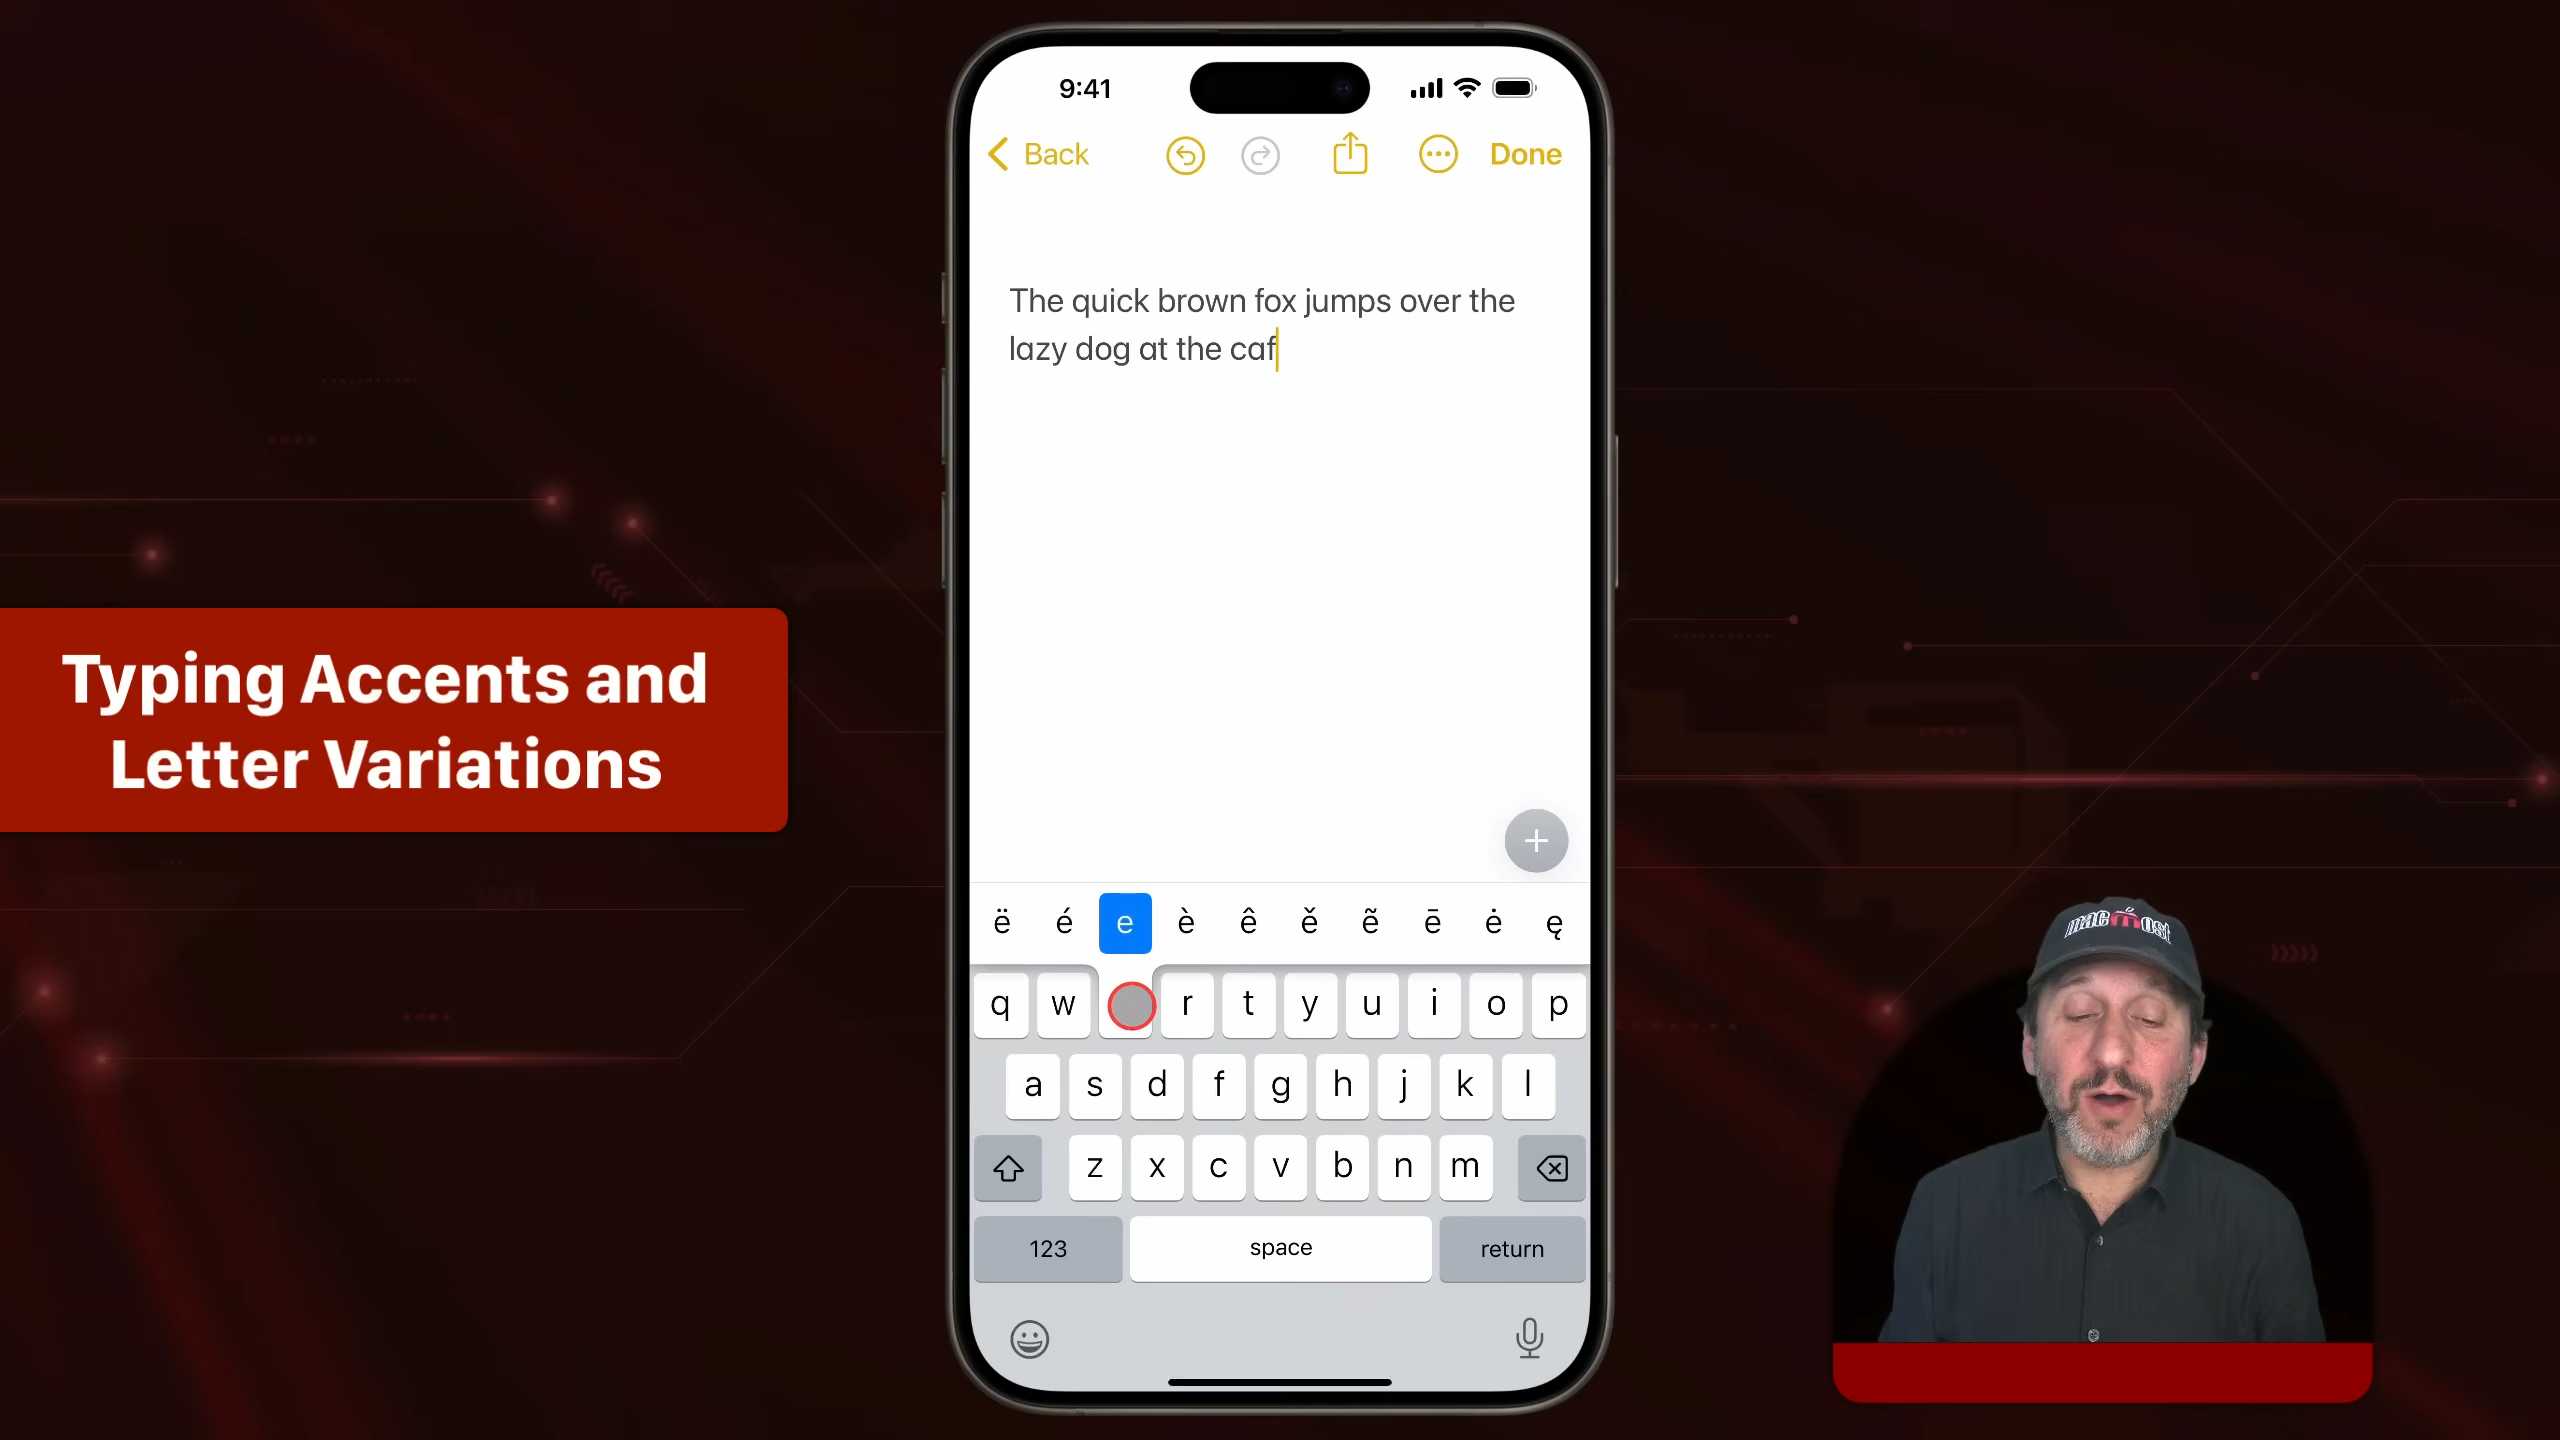 9:41
Back
Done
The quick brown fox jumps over the
lazy dog at the caf
Typing Accents and
Letter Variations
ë é e è ê ě ẽ ē ė ę
q w r t y u i o p
a s d f g h j k l
z x c v b n m
123 space return
macmost